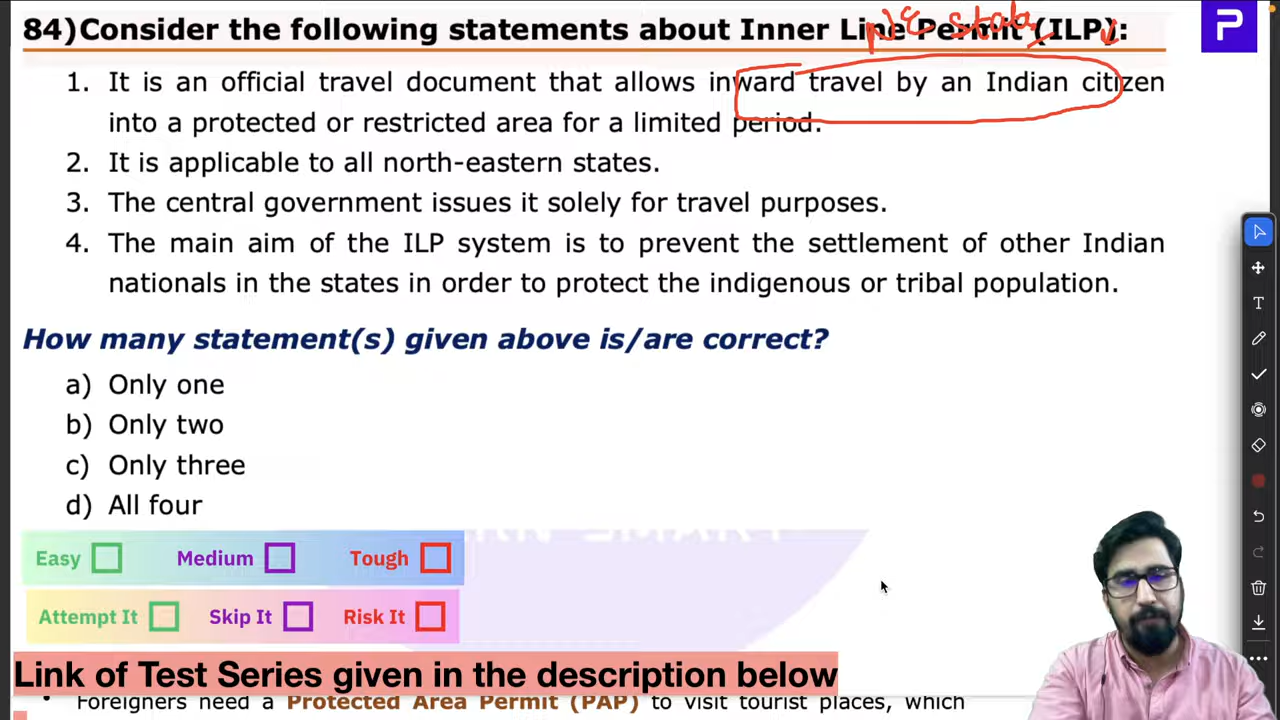 NE States
84)Consider the following statements about Inner Line Permit (ILP):
1. It is an official travel document that allows inward travel by an Indian citizen
into a protected or restricted area for a limited period.
2. It is applicable to all north-eastern states.
3. The central government issues it solely for travel purposes.
4. The main aim of the ILP system is to prevent the settlement of other Indian
nationals in the states in order to protect the indigenous or tribal population.
How many statement(s) given above is/are correct?
a) Only one
b) Only two
c) Only three
d) All four
Easy Medium Tough
Attempt It Skip It Risk It
Link of Test Series given in the description below
• Foreigners need a Protected Area Permit (PAP) to visit tourist places, which